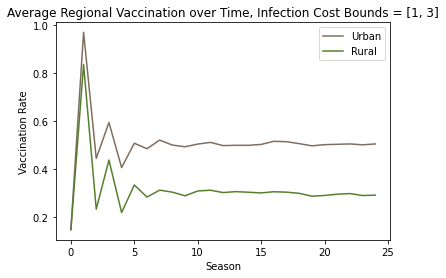 Average Regional Vaccination over Time, Infection Cost Bounds = [1, 3]
1.0
0.8
0.6
0.4
0.2
Vaccination Rate
Urban
Rural
0 5 10 15 20 25
Season